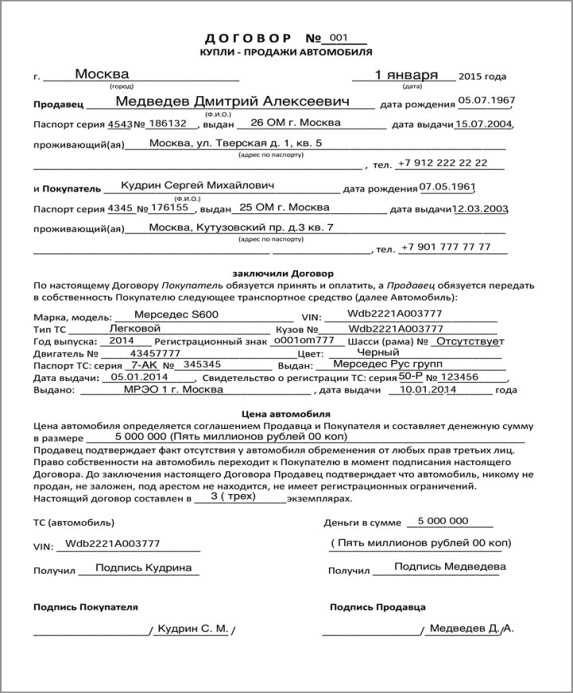 ДОГОВОР №__001__
КУПЛИ - ПРОДАЖИ АВТОМОБИЛЯ
г. Москва 1 января 2015 года
(город) (дата)
Продавец Медведев Дмитрий Алексеевич дата рождения 05.07.1967
(Ф.И.О.)
Паспорт серия 4543 № 186132, выдан 26 ОМ г. Москва дата выдачи 15.07.2004,
проживающий(ая) Москва, ул. Тверская д. 1, кв. 5
(адрес по паспорту)
, тел. +7 912 222 22 22
и Покупатель Кудрин Сергей Михайлович дата рождения 07.05.1961
(Ф.И.О.)
Паспорт серия 4345 № 176155, выдан 25 ОМ г. Москва дата выдачи 12.03.2003,
проживающий(ая) Москва, Кутузовский пр. д.3 кв. 7
(адрес по паспорту)
, тел. +7 901 777 77 77
заключили Договор
По настоящему Договору Покупатель обязуется принять и оплатить, а Продавец обязуется передать
в собственность Покупателю следующее транспортное средство (далее Автомобиль):
Марка, модель: Мерседес S600 VIN: Wdb2221A003777
Тип ТС Легковой Кузов № Wdb2221A003777
Год выпуска: 2014 Регистрационный знак о001om777 Шасси (рама) № Отсутствует
Двигатель № 43457777 Цвет: Черный
Паспорт ТС: серия 7-АК № 345345 Выдан: Мерседес Рус групп
Дата выдачи: 05.01.2014, Свидетельство о регистрации ТС: серия 50-Р № 123456,
Выдано: МРЭО 1 г. Москва, дата выдачи 10.01.2014 года
Цена автомобиля
Цена автомобиля определяется соглашением Продавца и Покупателя и составляет денежную сумму
в размере 5 000 000 (Пять миллионов рублей 00 коп)
Продавец подтверждает факт отсутствия у автомобиля обременения от любых прав третьих лиц.
Право собственности на автомобиль переходит к Покупателю в момент подписания настоящего
Договора. До заключения настоящего Договора Продавец подтверждает что автомобиль, никому не
продан, не заложен, под арестом не находится, не имеет регистрационных ограничений.
Настоящий договор составлен в 3 ( трех) экземплярах.
ТС (автомобиль) Деньги в сумме 5 000 000
VIN: Wdb2221A003777 ( Пять миллионов рублей 00 коп)
Получил Подпись Кудрина Получил Подпись Медведева
Подпись Покупателя Подпись Продавца
/ Кудрин С. М. / / Медведев Д. А. /